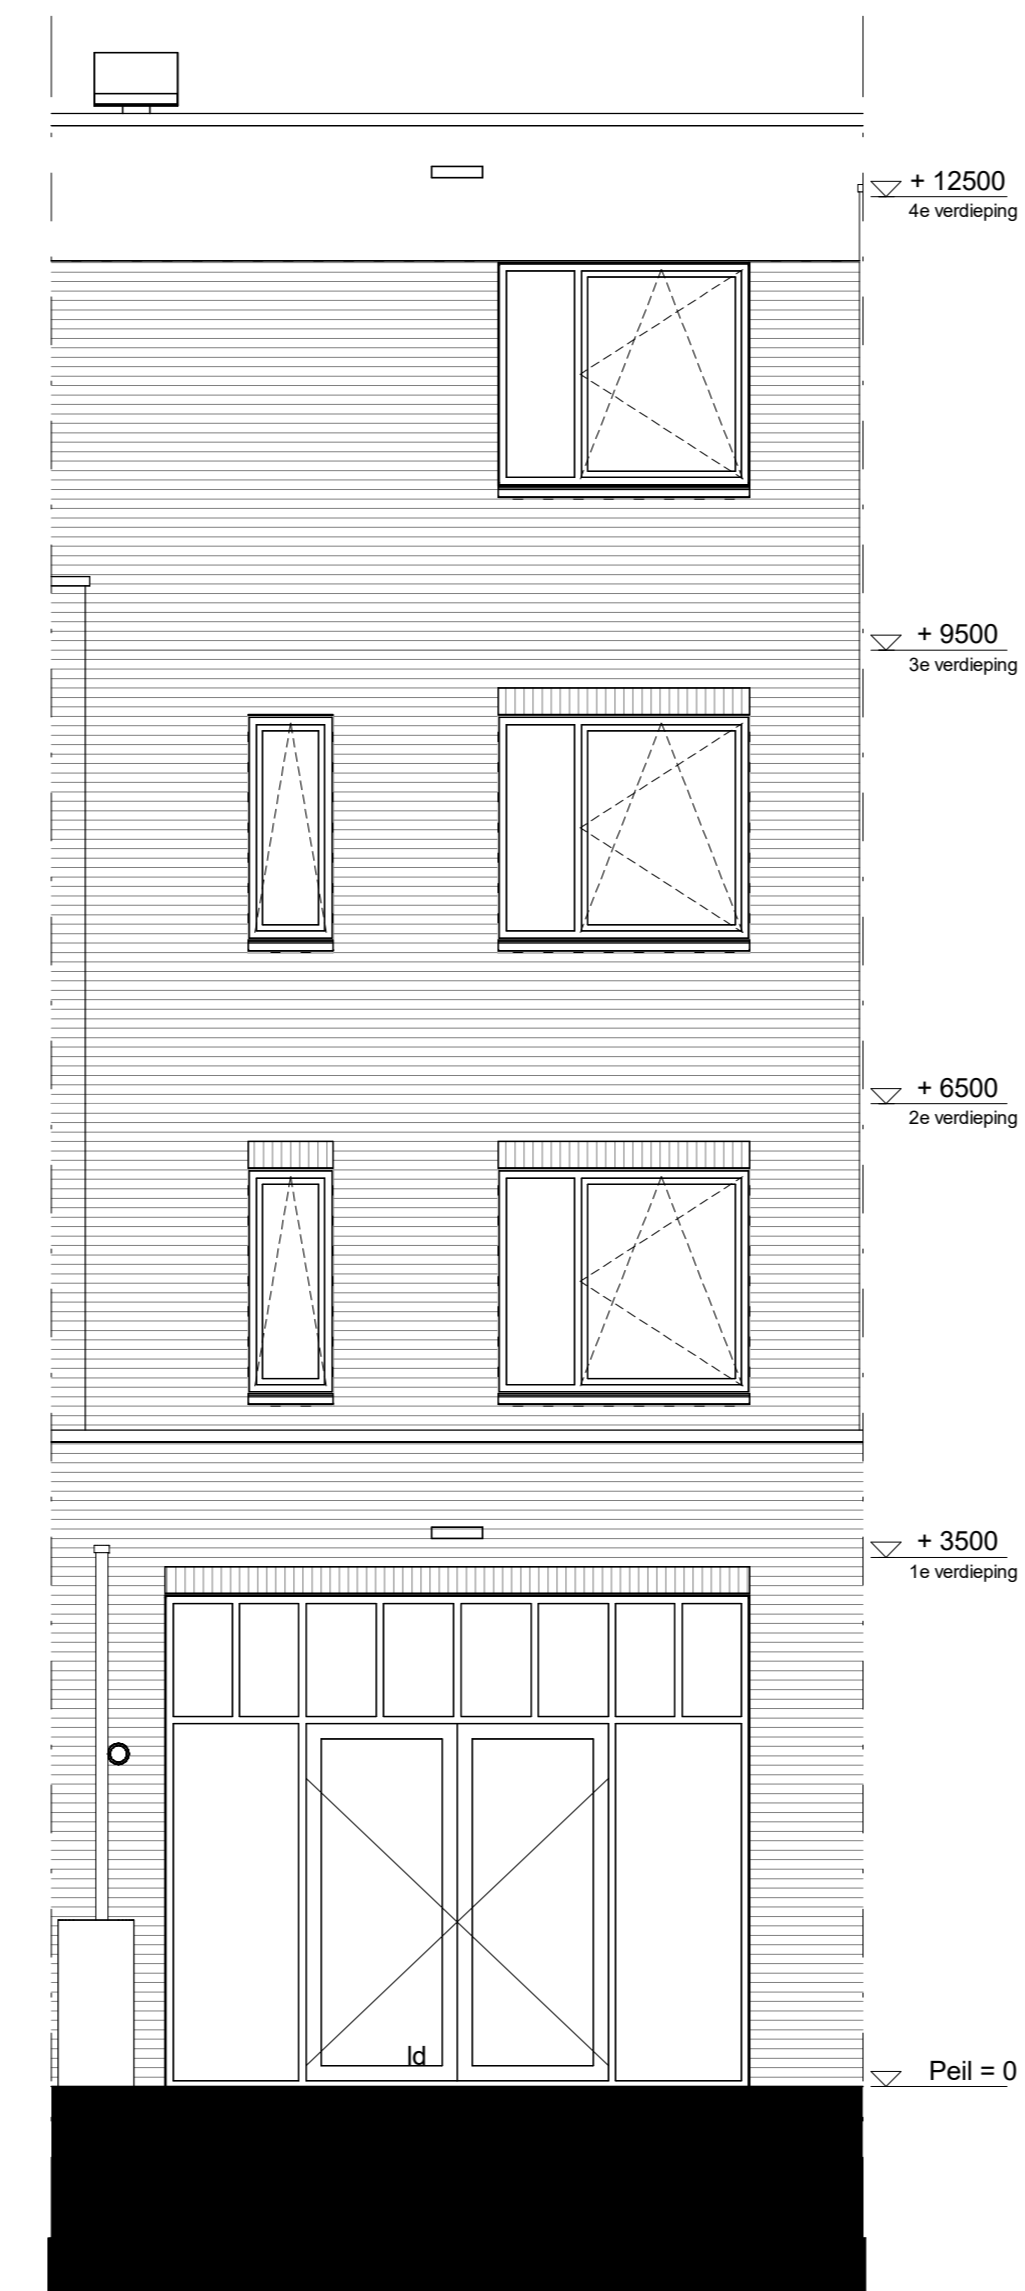 + 12500
4e verdieping
+ 9500
3e verdieping
+ 6500
2e verdieping
+ 3500
1e verdieping
ld
Peil = 0